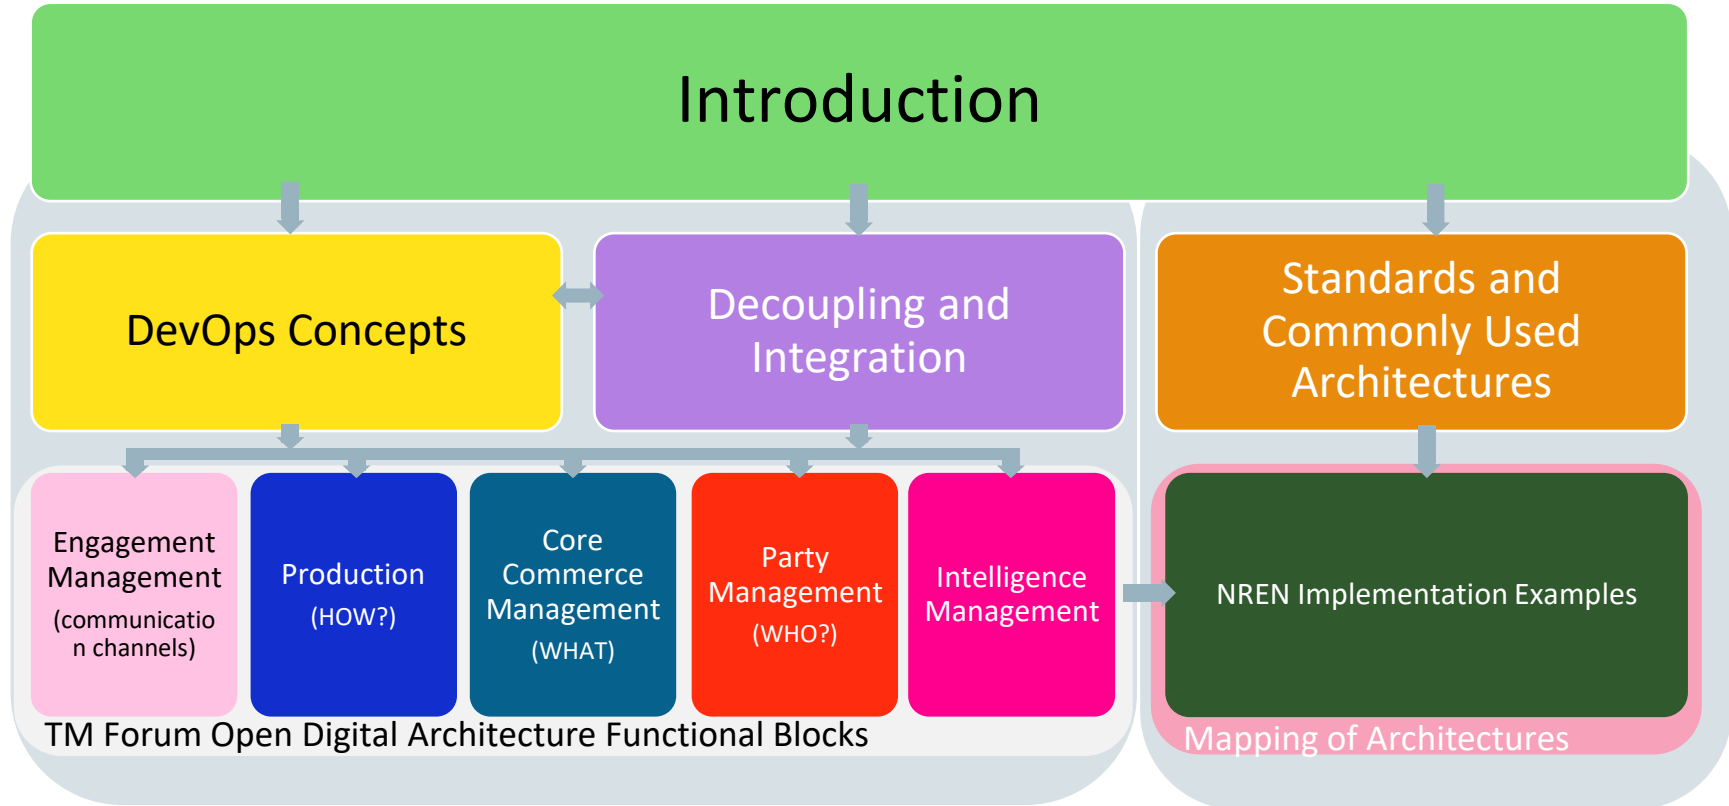 Introduction
DevOps Concepts
Decoupling and
Integration
Standards and
Commonly Used
Architectures
Engagement
Management
(communicatio
n channels)
Production
(HOW?)
Core
Commerce
Management
(WHAT)
Party
Management
(WHO?)
Intelligence
Management
NREN Implementation Examples
TM Forum Open Digital Architecture Functional Blocks
Mapping of Architectures